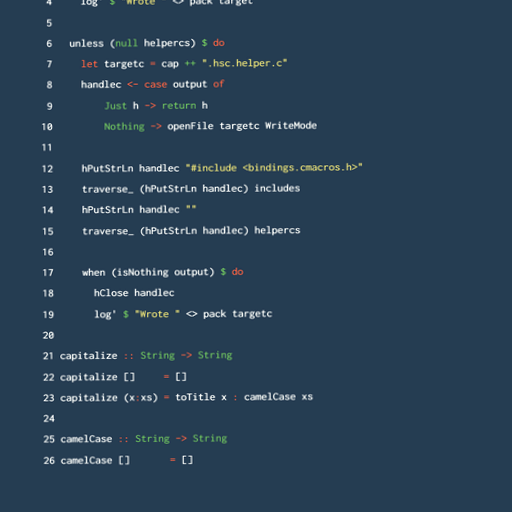 4 log' $ "Wrote " <> pack target
5
6 unless (null helpercs) $ do
7 let targetc = cap ++ ".hsc.helper.c"
8 handlec <- case output of
9 Just h -> return h
10 Nothing -> openFile targetc WriteMode
11
12 hPutStrLn handlec "#include <bindings.cmacros.h>"
13 traverse_ (hPutStrLn handlec) includes
14 hPutStrLn handlec ""
15 traverse_ (hPutStrLn handlec) helpercs
16
17 when (isNothing output) $ do
18 hClose handlec
19 log' $ "Wrote " <> pack targetc
20
21 capitalize :: String -> String
22 capitalize [] = []
23 capitalize (x:xs) = toTitle x : camelCase xs
24
25 camelCase :: String -> String
26 camelCase [] = []